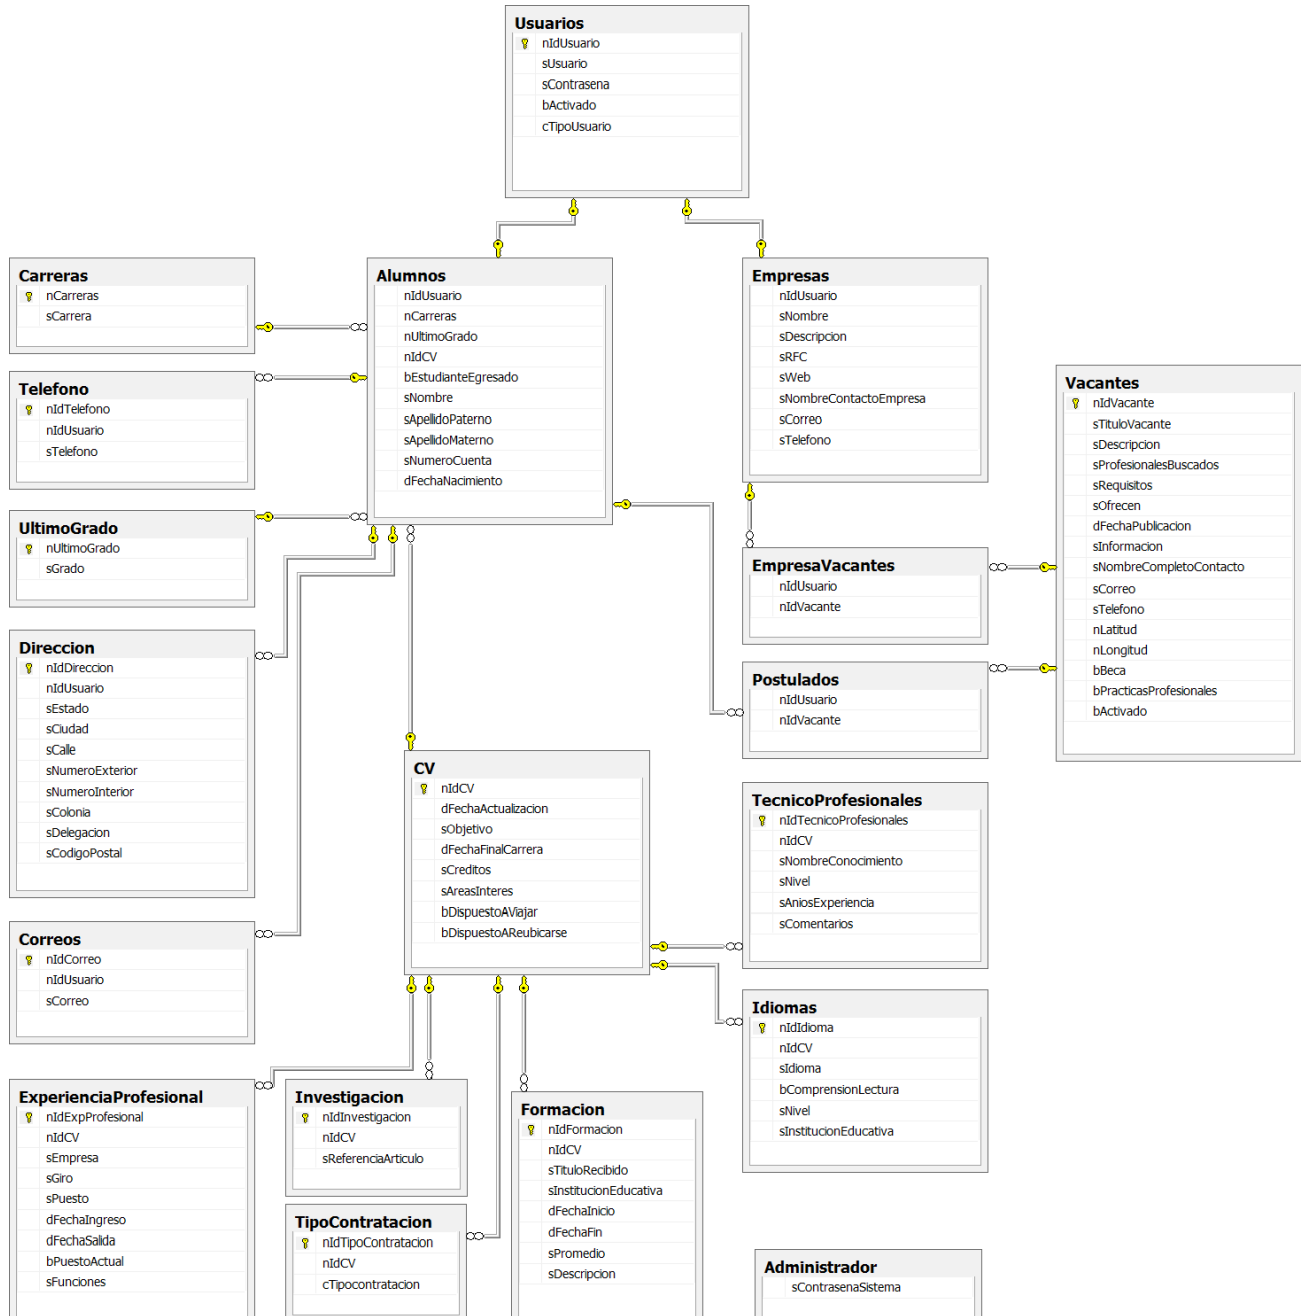 Usuarios
nIdUsuario
sUsuario
sContrasena
bActivado
cTipoUsuario
Carreras
nCarreras
sCarrera
Telefono
nIdTelefono
nIdUsuario
sTelefono
UltimoGrado
nUltimoGrado
sGrado
Direccion
nIdDireccion
nIdUsuario
sEstado
sCiudad
sCalle
sNumeroExterior
sNumeroInterior
sColonia
sDelegacion
sCodigoPostal
Correos
nIdCorreo
nIdUsuario
sCorreo
ExperienciaProfesional
nIdExpProfesional
nIdCV
sEmpresa
sGiro
sPuesto
dFechaIngreso
dFechaSalida
bPuestoActual
sFunciones
Alumnos
nIdUsuario
nCarreras
nUltimoGrado
nIdCV
bEstudianteEgresado
sNombre
sApellidoPaterno
sApellidoMaterno
sNumeroCuenta
dFechaNacimiento
CV
nIdCV
dFechaActualizacion
sObjetivo
dFechaFinalCarrera
sCreditos
sAreasInteres
bDispuestoAViajar
bDispuestoAReubicarse
Investigacion
nIdInvestigacion
nIdCV
sReferenciaArticulo
TipoContratacion
nIdTipoContratacion
nIdCV
cTipocontratacion
Formacion
nIdFormacion
nIdCV
sTituloRecibido
sInstitucionEducativa
dFechaInicio
dFechaFin
sPromedio
sDescripcion
Empresas
nIdUsuario
sNombre
sDescripcion
sRFC
sWeb
sNombreContactoEmpresa
sCorreo
sTelefono
EmpresaVacantes
nIdUsuario
nIdVacante
Postulados
nIdUsuario
nIdVacante
TecnicoProfesionales
nIdTecnicoProfesionales
nIdCV
sNombreConocimiento
sNivel
sAniosExperiencia
sComentarios
Idiomas
nIdIdioma
nIdCV
sIdioma
bComprensionLectura
sNivel
sInstitucionEducativa
Administrador
sContrasenaSistema
Vacantes
nIdVacante
sTituloVacante
sDescripcion
sProfesionalesBuscados
sRequisitos
sOfrecen
dFechaPublicacion
sInformacion
sNombreCompletoContacto
sCorreo
sTelefono
nLatitud
nLongitud
bBeca
bPracticasProfesionales
bActivado